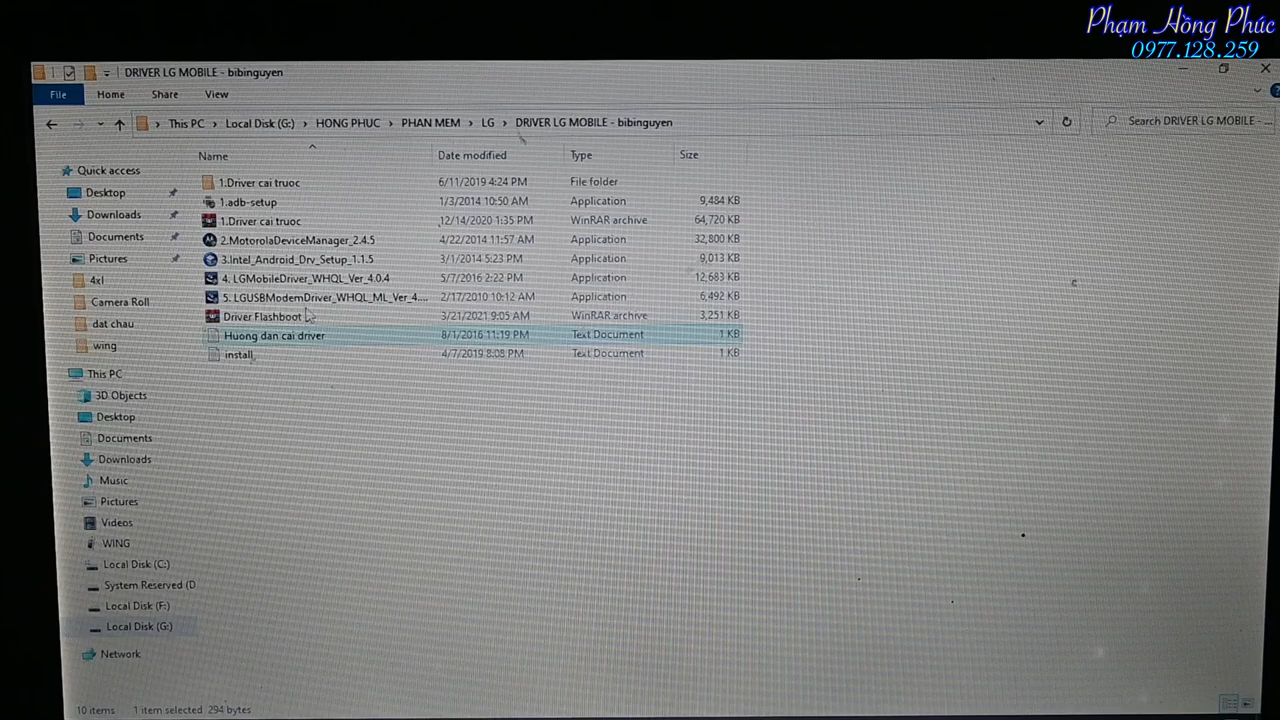 Phạm Hồng Phúc
0977.128.259
DRIVER LG MOBILE - bibinguyen
File Home Share View
This PC > Local Disk (G:) > HONG PHUC > PHAN MEM > LG > DRIVER LG MOBILE - bibinguyen
Search DRIVER LG MOBILE - ...
Name Date modified Type Size
1.Driver cai truoc 6/11/2019 4:24 PM File folder
1.adb-setup 1/3/2014 10:50 AM Application 9,484 KB
1.Driver cai truoc 12/14/2020 1:35 PM WinRAR archive 64,720 KB
2.MotorolaDeviceManager_2.4.5 4/22/2014 11:57 AM Application 32,800 KB
3.Intel_Android_Drv_Setup_1.1.5 3/1/2014 5:23 PM Application 9,013 KB
4. LGMobileDriver_WHQL_Ver_4.0.4 5/7/2016 2:22 PM Application 12,683 KB
5. LGUSBModemDriver_WHQL_ML_Ver_4.... 2/17/2010 10:12 AM Application 6,492 KB
Driver Flashboot 3/21/2021 9:05 AM WinRAR archive 3,251 KB
Huong dan cai driver 8/1/2016 11:19 PM Text Document 1 KB
install 4/7/2019 8:08 PM Text Document 1 KB
Quick access
Desktop
Downloads
Documents
Pictures
4xl
Camera Roll
dat chau
wing
This PC
3D Objects
Desktop
Documents
Downloads
Music
Pictures
Videos
WING
Local Disk (C:)
System Reserved (D
Local Disk (F:)
Local Disk (G:)
Network
10 items 1 item selected 294 bytes